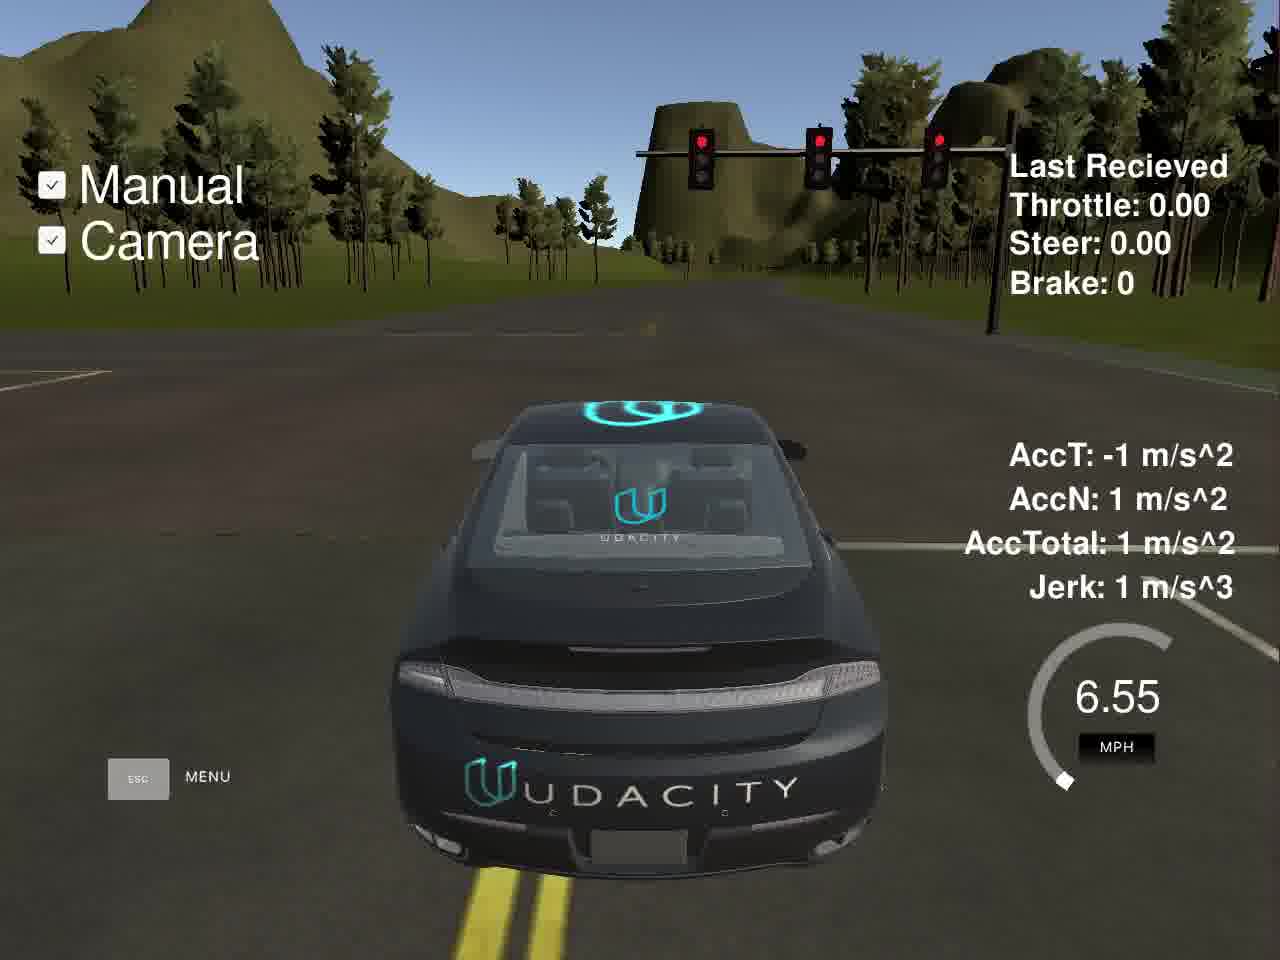 Manual
Camera
Last Recieved
Throttle: 0.00
Steer: 0.00
Brake: 0
AccT: -1 m/s^2
AccN: 1 m/s^2
AccTotal: 1 m/s^2
Jerk: 1 m/s^3
6.55
MPH
UDACITY
ESC
MENU
UDACITY